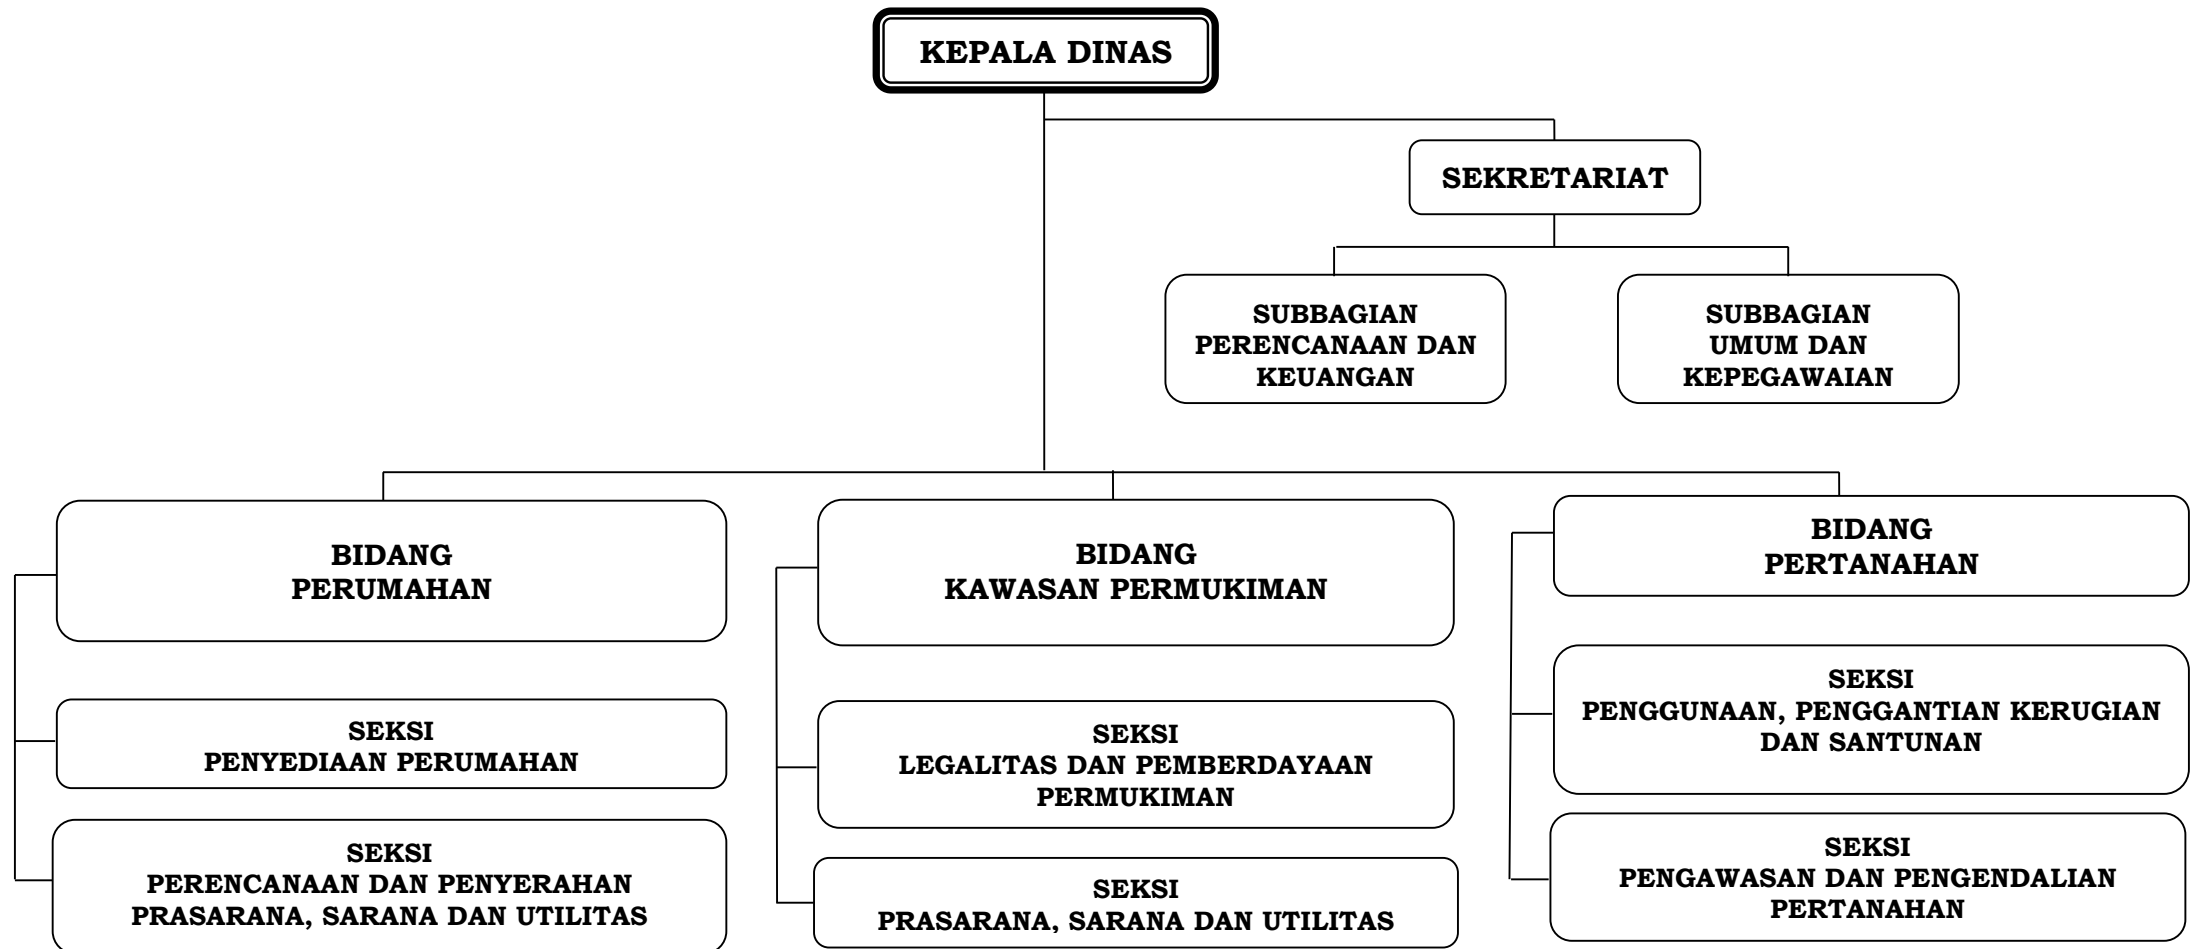 KEPALA DINAS
SEKRETARIAT
SUBBAGIAN
PERENCANAAN DAN
KEUANGAN
SUBBAGIAN
UMUM DAN
KEPEGAWAIAN
BIDANG
PERUMAHAN
SEKSI
PENYEDIAAN PERUMAHAN
SEKSI
PERENCANAAN DAN PENYERAHAN
PRASARANA, SARANA DAN UTILITAS
BIDANG
KAWASAN PERMUKIMAN
SEKSI
LEGALITAS DAN PEMBERDAYAAN
PERMUKIMAN
SEKSI
PRASARANA, SARANA DAN UTILITAS
BIDANG
PERTANAHAN
SEKSI
PENGGUNAAN, PENGGANTIAN KERUGIAN
DAN SANTUNAN
SEKSI
PENGAWASAN DAN PENGENDALIAN
PERTANAHAN